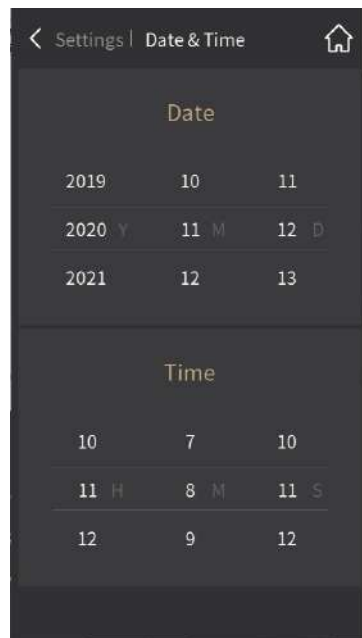 Settings | Date & Time
Date
2019 10 11
2020 Y 11 M 12 D
2021 12 13
Time
10 7 10
11 H 8 M 11 S
12 9 12